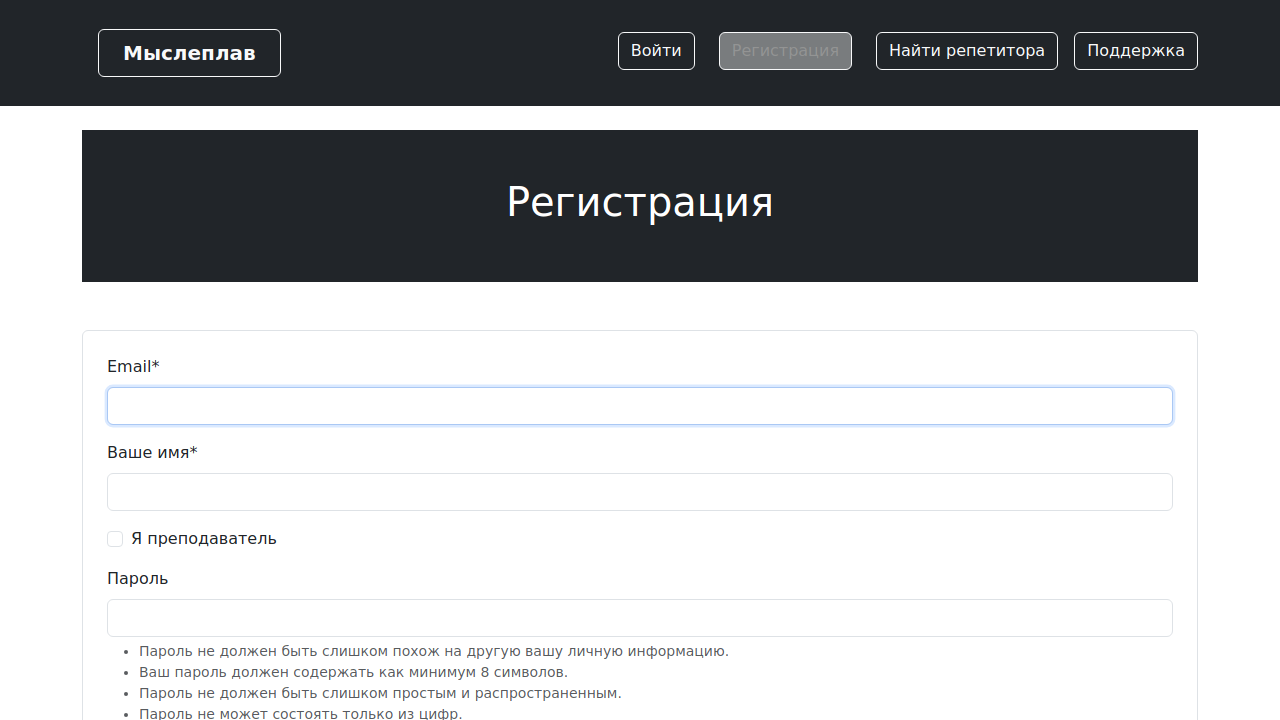 Мыслеплав
Войти
Регистрация
Найти репетитора
Поддержка
Регистрация
Email*
Ваше имя*
Я преподаватель
Пароль
Пароль не должен быть слишком похож на другую вашу личную информацию.
Ваш пароль должен содержать как минимум 8 символов.
Пароль не должен быть слишком простым и распространенным.
Пароль не может состоять только из цифр.